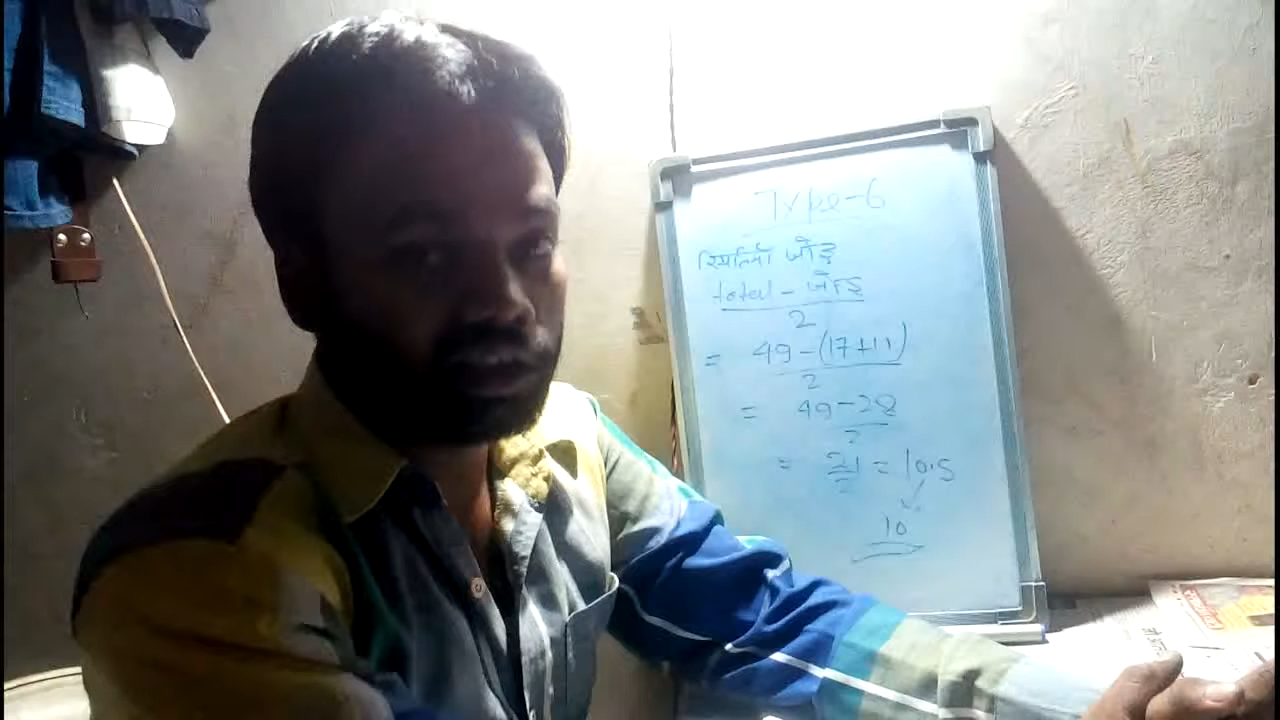 Type-6
स्थितियों जोड़
total - जोड़
2
= 49-(17+11)
2
= 49-28
2
= 21 = 10.5
2
10